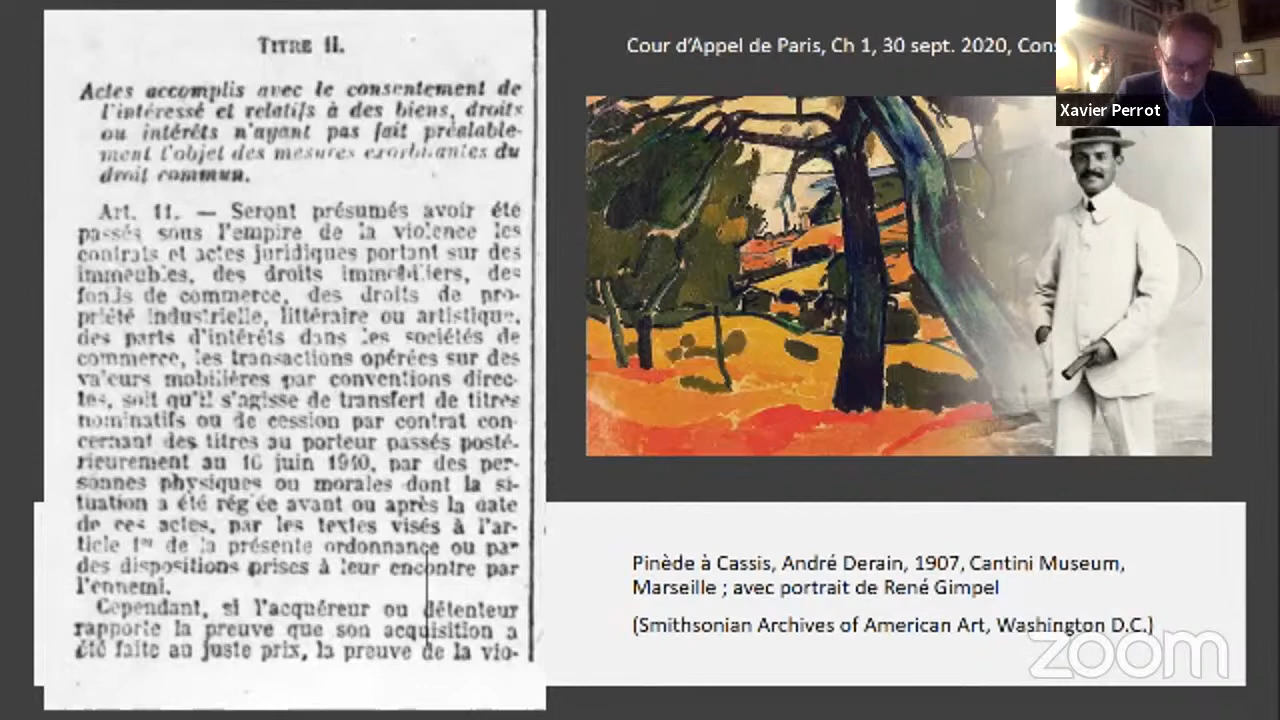 TITRE II.
Actes accomplis avec le consentement de
l'intéressé et relatifs à des biens, droits
ou intérêts n'ayant pas fait préalable-
ment l'objet des mesures exorbitantes du
droit commun.
Art. 11. — Seront présumés avoir été
passés sous l'empire de la violence les
contrats et actes juridiques portant sur des
immeubles, des droits immobiliers, des
fonds de commerce, des droits de pro-
priété industrielle, littéraire ou artistique,
des parts d'intérêts dans les sociétés de
commerce, les transactions opérées sur des
valeurs mobilières par conventions direc-
tes, soit qu'il s'agisse de transfert de titres
nominatifs ou de cession par contrat con-
cernant des titres au porteur passés posté-
rieurement au 16 juin 1940, par des per-
sonnes physiques ou morales dont la si-
tuation a été réglée avant ou après la date
de ces actes, par les textes visés à l'ar-
ticle 1er de la présente ordonnance ou par
des dispositions prises à leur encontre par
l'ennemi.
Cependant, si l'acquéreur ou détenteur
rapporte la preuve que son acquisition a
été faite au juste prix, la preuve de la vio-
Cour d'Appel de Paris, Ch 1, 30 sept. 2020, Cons
Xavier Perrot
Pinède à Cassis, André Derain, 1907, Cantini Museum,
Marseille ; avec portrait de René Gimpel
(Smithsonian Archives of American Art, Washington D.C.)
zoom